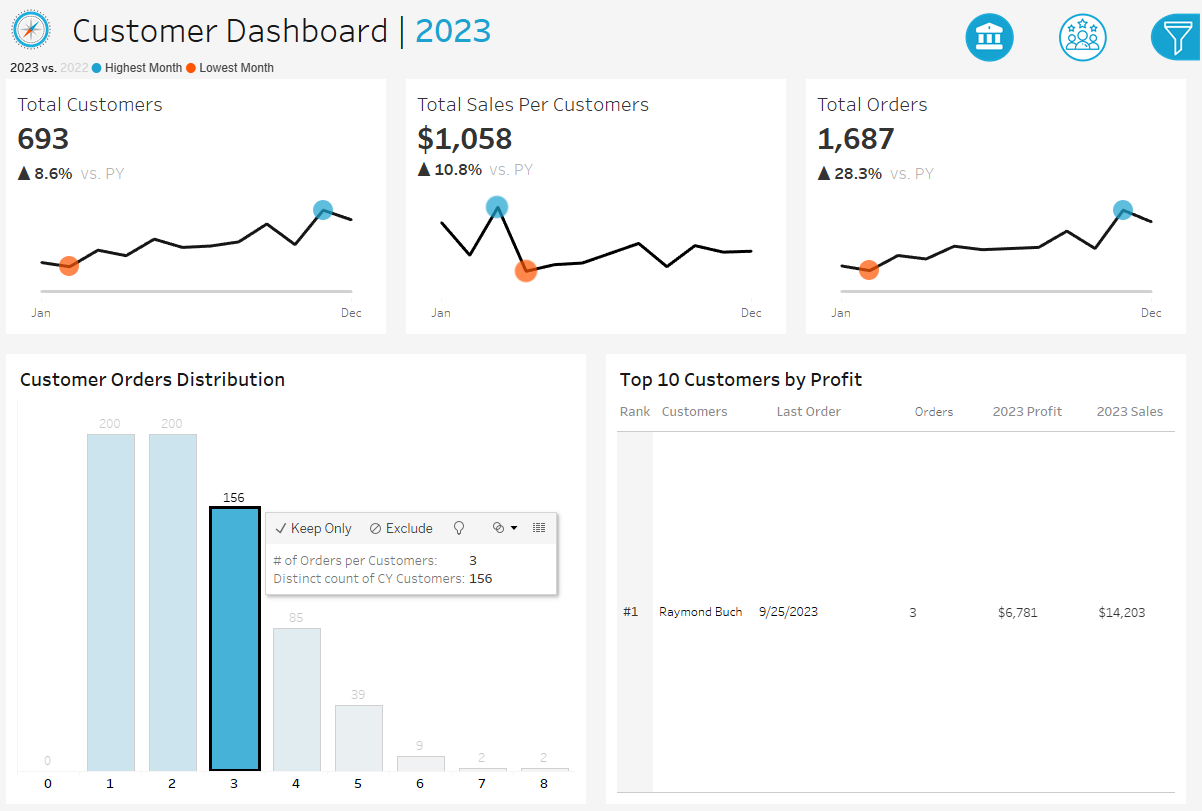 Customer Dashboard | 2023
2023 vs. 2022 Highest Month Lowest Month
Total Customers
693
▲ 8.6% vs. PY
Jan Dec
Total Sales Per Customers
$1,058
▲ 10.8% vs. PY
Jan Dec
Total Orders
1,687
▲ 28.3% vs. PY
Jan Dec
Customer Orders Distribution
0 200 200 156 85 39 9 2 2
0 1 2 3 4 5 6 7 8
Keep Only Exclude
# of Orders per Customers: 3
Distinct count of CY Customers: 156
Top 10 Customers by Profit
Rank Customers Last Order Orders 2023 Profit 2023 Sales
#1 Raymond Buch 9/25/2023 3 $6,781 $14,203